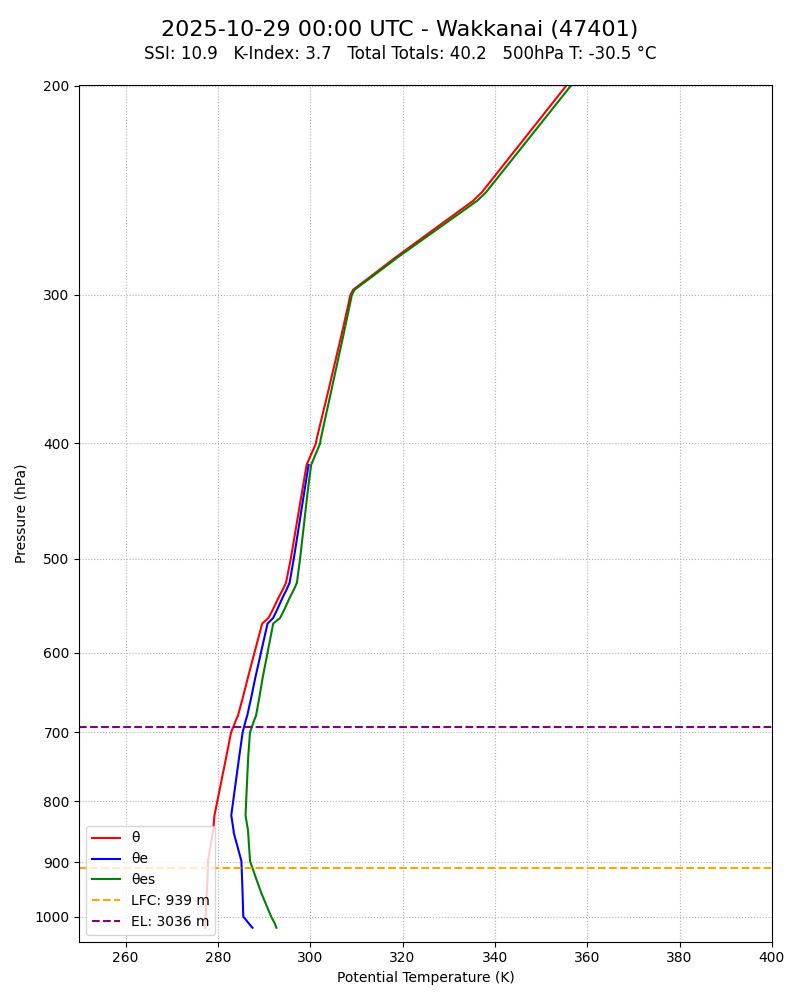 2025-10-29 00:00 UTC - Wakkanai (47401)
SSI: 10.9   K-Index: 3.7   Total Totals: 40.2   500hPa T: -30.5 °C
200
300
400
500
600
700
800
900
1000
Pressure (hPa)
θ
θe
θes
LFC: 939 m
EL: 3036 m
260 280 300 320 340 360 380 400
Potential Temperature (K)